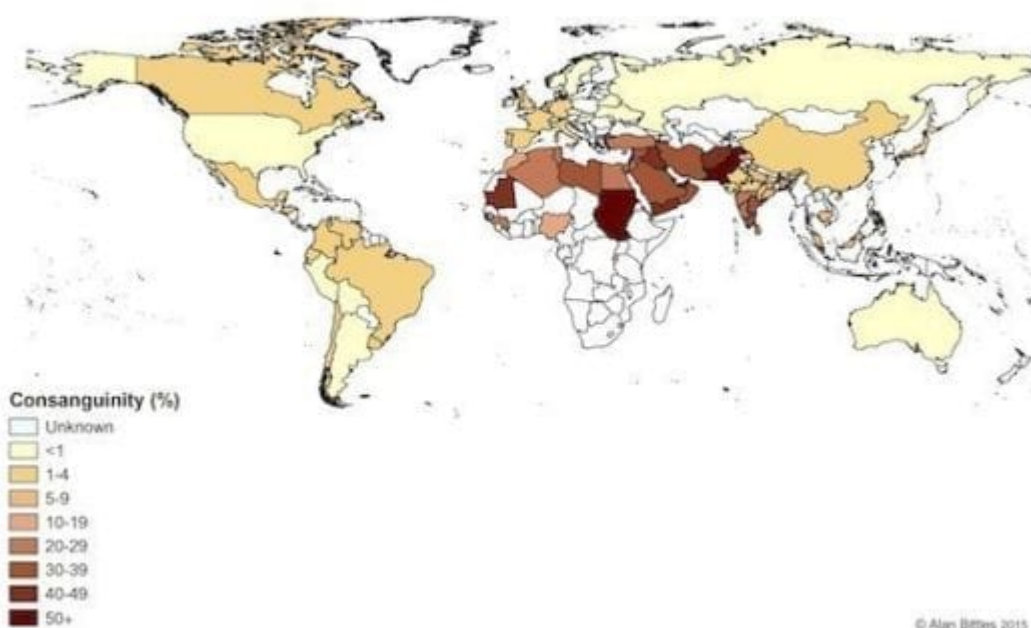 Consanguinity (%)
Unknown
<1
1-4
5-9
10-19
20-29
30-39
40-49
50+
© Alan Bittles 2015